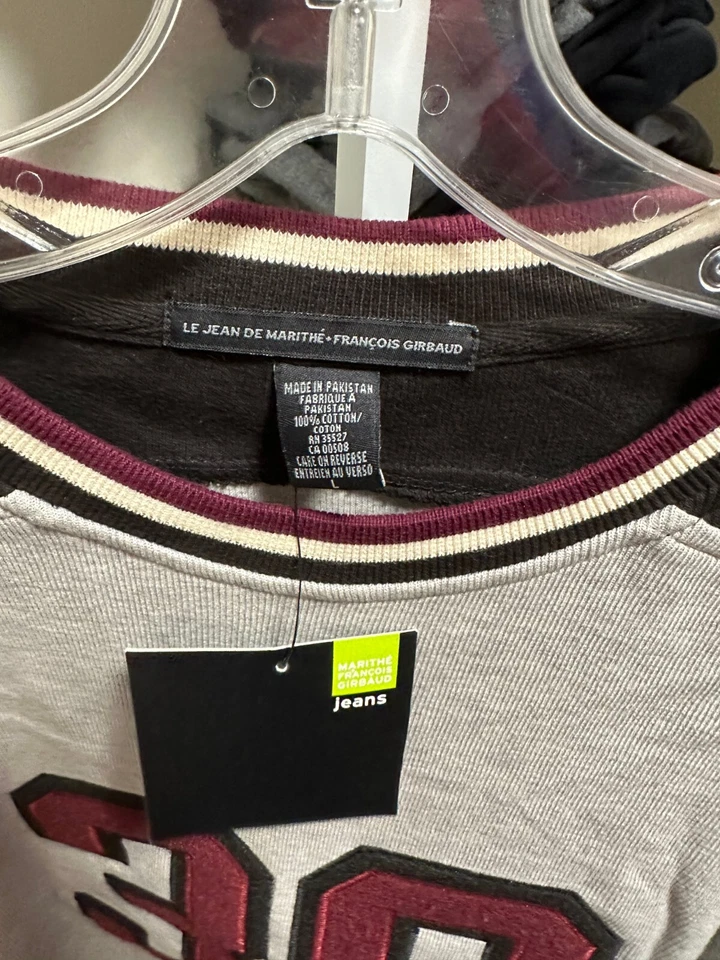 LE JEAN DE MARITHÉ+FRANÇOIS GIRBAUD
MADE IN PAKISTAN
FABRIQUE A
PAKISTAN
100% COTTON/
COTON
RN 35527
CA 00508
CARE ON REVERSE
ENTREIEN AU VERSO
L
MARITHÉ
FRANÇOIS
GIRBAUD
jeans